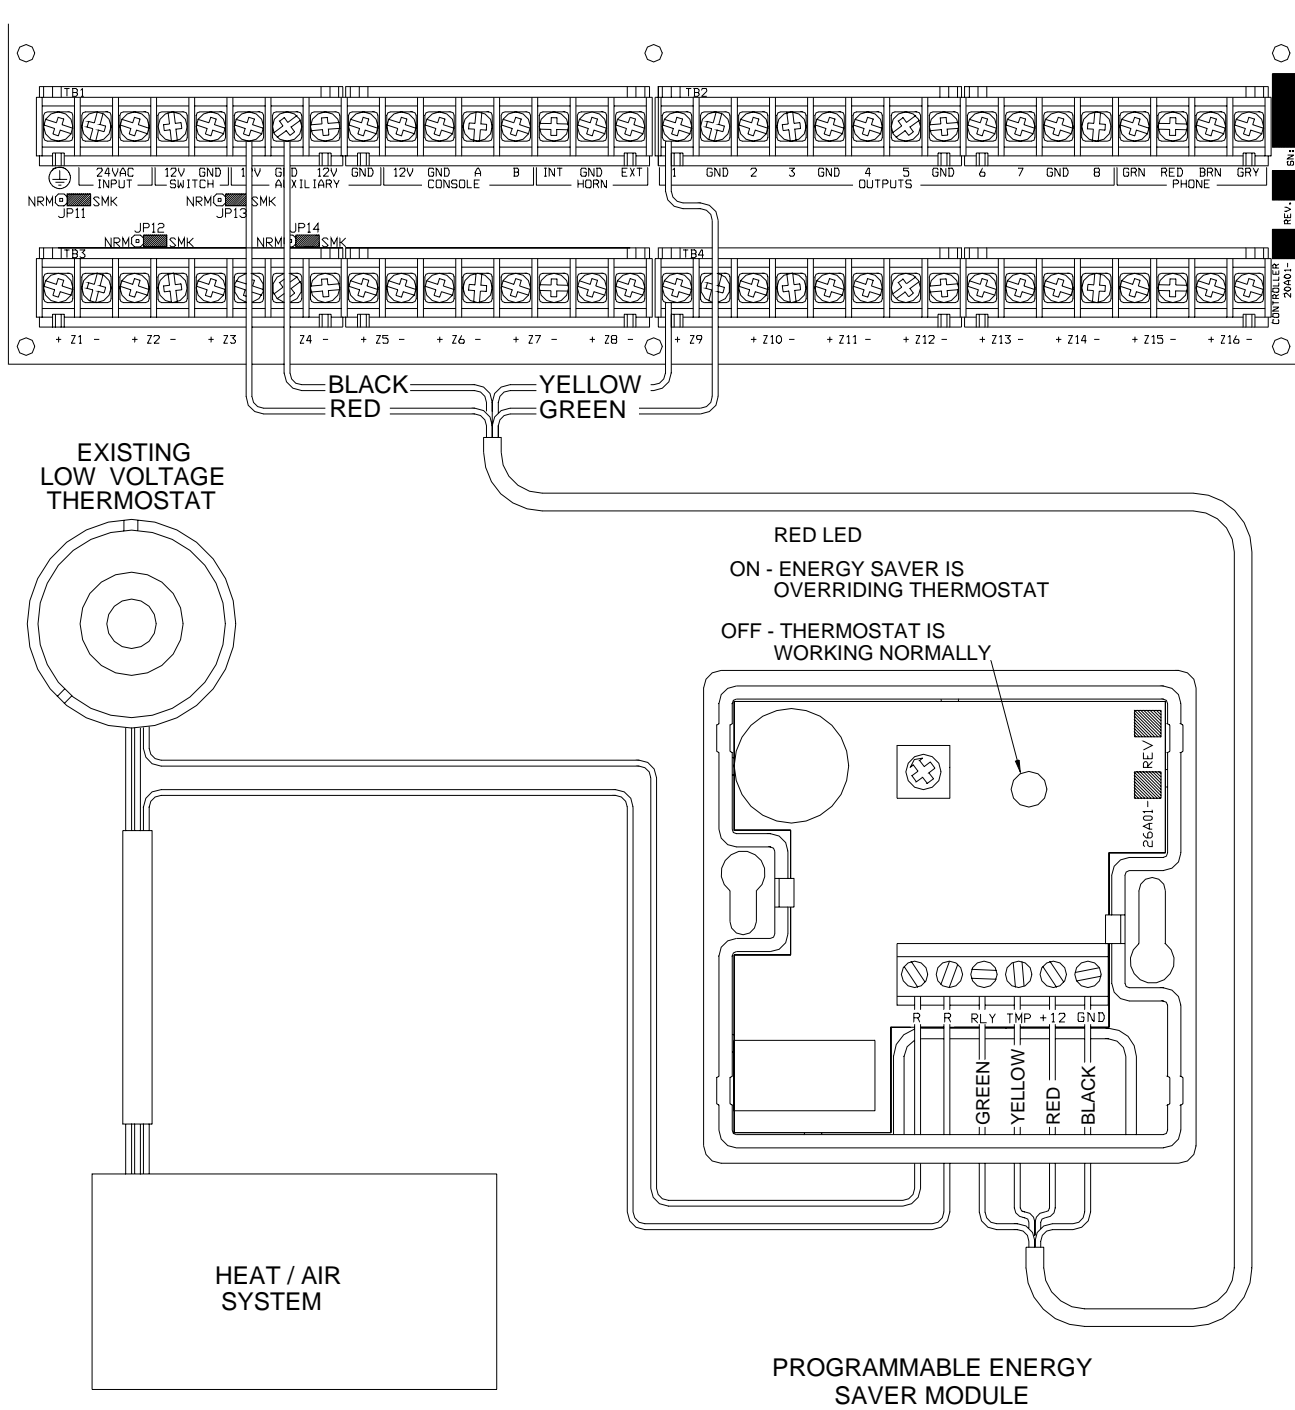 TB1 TB2
24VAC 12V GND 12V GND 12V GND 12V GND A B INT GND EXT 1 GND 2 3 GND 4 5 GND 6 7 GND 8 GRN RED BRN GRY
INPUT SWITCH AUXILIARY CONSOLE HORN OUTPUTS PHONE
SN:
NRM SMK NRM SMK
JP11 JP13
REV.
JP12 JP14
NRM SMK NRM SMK
TB3 TB4
CONTROLLER
20A01-
+ Z1 - + Z2 - + Z3 Z4 - + Z5 - + Z6 - + Z7 - + Z8 - + Z9 + Z10 - + Z11 - + Z12 - + Z13 - + Z14 - + Z15 - + Z16 -
BLACK YELLOW
RED GREEN
EXISTING
LOW VOLTAGE
THERMOSTAT
RED LED
ON - ENERGY SAVER IS
OVERRIDING THERMOSTAT
OFF - THERMOSTAT IS
WORKING NORMALLY
REV
26A01-
R R RLY TMP +12 GND
GREEN
YELLOW
RED
BLACK
HEAT / AIR
SYSTEM
PROGRAMMABLE ENERGY
SAVER MODULE